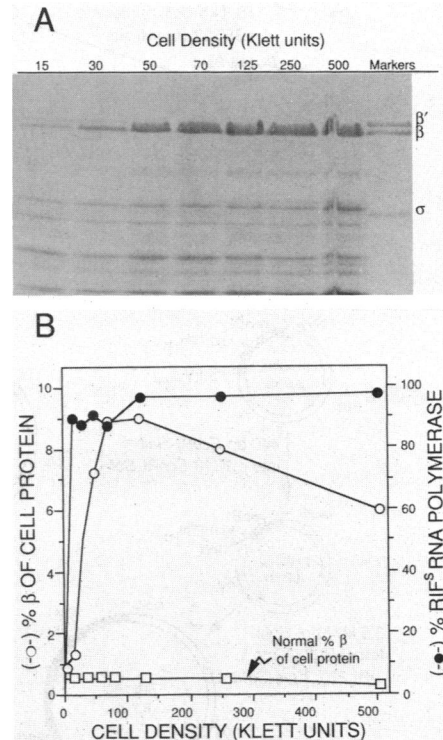 A
Cell Density (Klett units)
15 30 50 70 125 250 500 Markers
β'
β
σ
B
(-o-) % β OF CELL PROTEIN
10
8
6
4
2
0
100
80
60
40
20
0
(-●-) % RIFˢ RNA POLYMERASE
Normal % β
of cell protein
0 100 200 300 400 500
CELL DENSITY (KLETT UNITS)